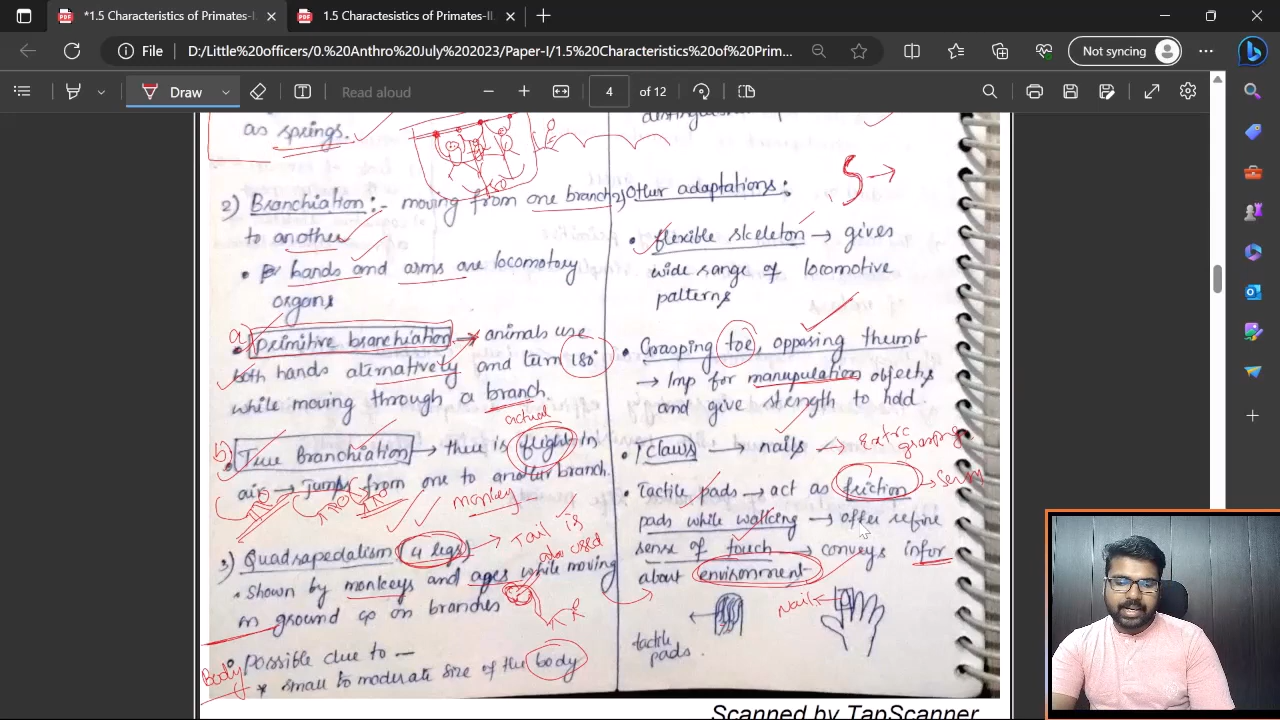 *1.5 Characteristics of Primates-I.
1.5 Charactesistics of Primates-II.
File
D:/Little%20officers/0.%20Anthro%20July%202023/Paper-I/1.5%20Characteristics%20of%20Prim...
Not syncing
Draw
Read aloud
4
of 12
as springs.
2) Branchiation :- moving from one branch
to another
• hands and arms are locomotory
organs
a)
• Primitive branchiation → animals use
both hands alternatively and turn 180°
while moving through a branch
actual
b)
• True Branchiation → there is flight in
air → jumps from one to another branch.
monkey
3) Quadrapedalism (4 legs) → Tail is
also used
• Shown by monkeys and apes while moving
on ground or on branches
Body
• Possible due to —
* small to moderate size of the body
2) Other adaptations :
S →
• flexible skeleton → gives
wide range of locomotive
patterns
• Grasping toe, opposing thumb
→ Imp for manupulation objects
and give stength to hold.
• claws → nails → Extra grasping
• Tactile pads → act as friction
pads while walking → offer refine
sense of touch → conveys infor
about environment
Nails
tactile
pads.
Scanned by TapScanner